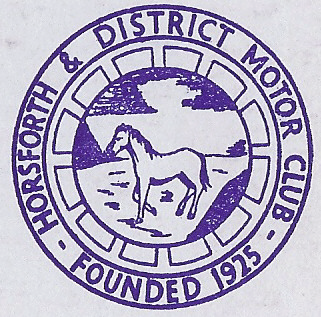 HORSFORTH & DISTRICT MOTOR CLUB
- FOUNDED 1925 -